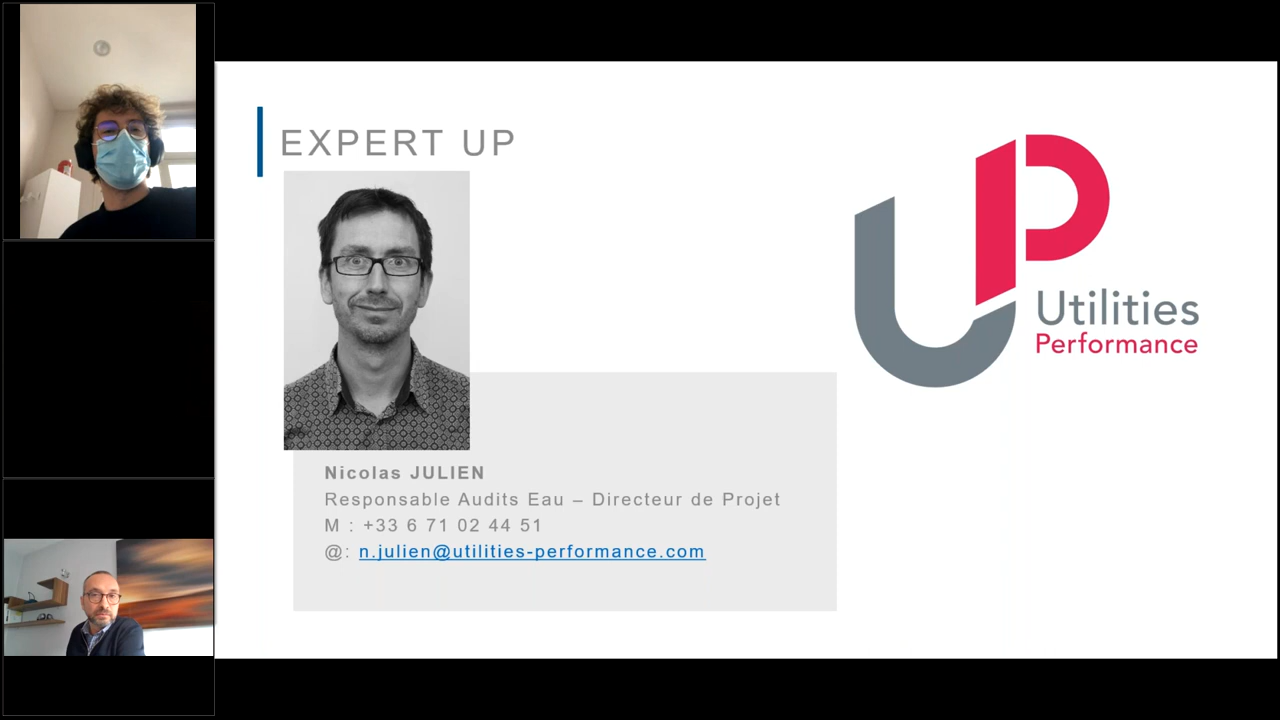 EXPERT UP
Utilities
Performance
Nicolas JULIEN
Responsable Audits Eau – Directeur de Projet
M : +33 6 71 02 44 51
@: n.julien@utilities-performance.com